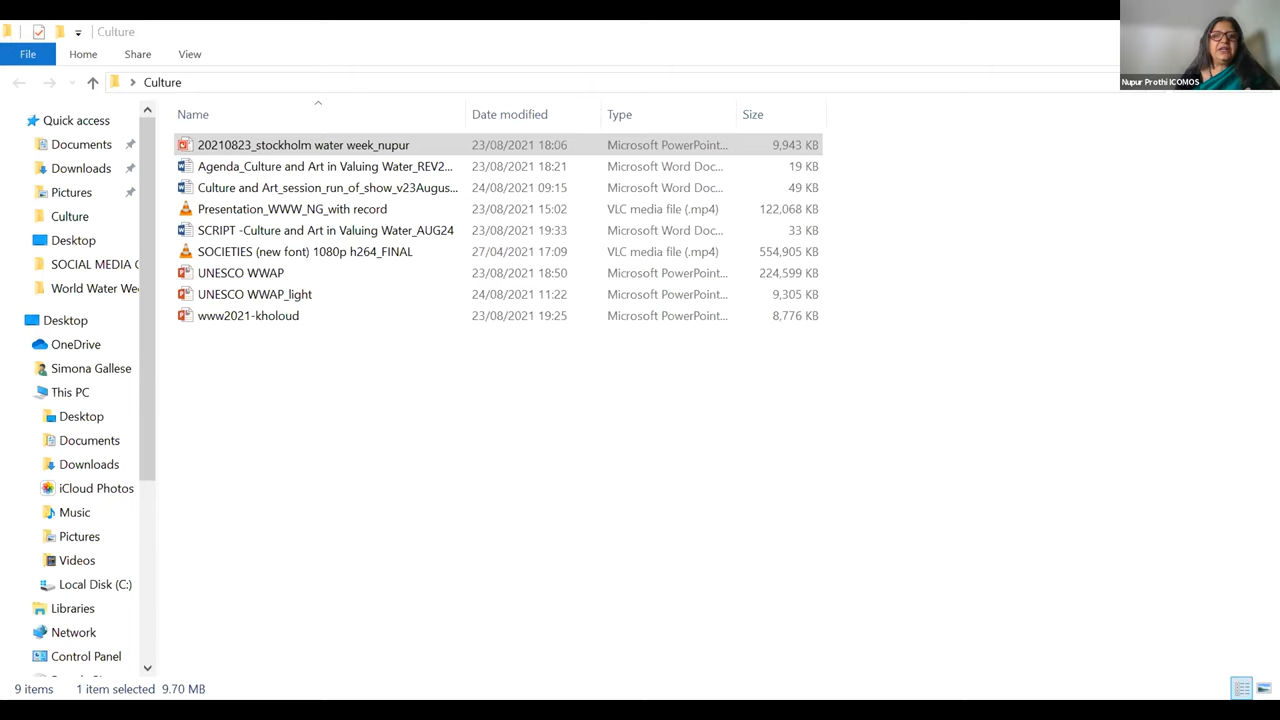 Culture
File Home Share View
Culture
Nupur Prothi ICOMOS
Name Date modified Type Size
20210823_stockholm water week_nupur 23/08/2021 18:06 Microsoft PowerPoint... 9,943 KB
Agenda_Culture and Art in Valuing Water_REV2... 23/08/2021 18:21 Microsoft Word Doc... 19 KB
Culture and Art_session_run_of_show_v23Augus... 24/08/2021 09:15 Microsoft Word Doc... 49 KB
Presentation_WWW_NG_with record 23/08/2021 15:02 VLC media file (.mp4) 122,068 KB
SCRIPT -Culture and Art in Valuing Water_AUG24 23/08/2021 19:33 Microsoft Word Doc... 33 KB
SOCIETIES (new font) 1080p h264_FINAL 27/04/2021 17:09 VLC media file (.mp4) 554,905 KB
UNESCO WWAP 23/08/2021 18:50 Microsoft PowerPoint... 224,599 KB
UNESCO WWAP_light 24/08/2021 11:22 Microsoft PowerPoint... 9,305 KB
www2021-kholoud 23/08/2021 19:25 Microsoft PowerPoint... 8,776 KB
Quick access
Documents
Downloads
Pictures
Culture
Desktop
SOCIAL MEDIA
World Water Wee
Desktop
OneDrive
Simona Gallese
This PC
Desktop
Documents
Downloads
iCloud Photos
Music
Pictures
Videos
Local Disk (C:)
Libraries
Network
Control Panel
9 items 1 item selected 9.70 MB